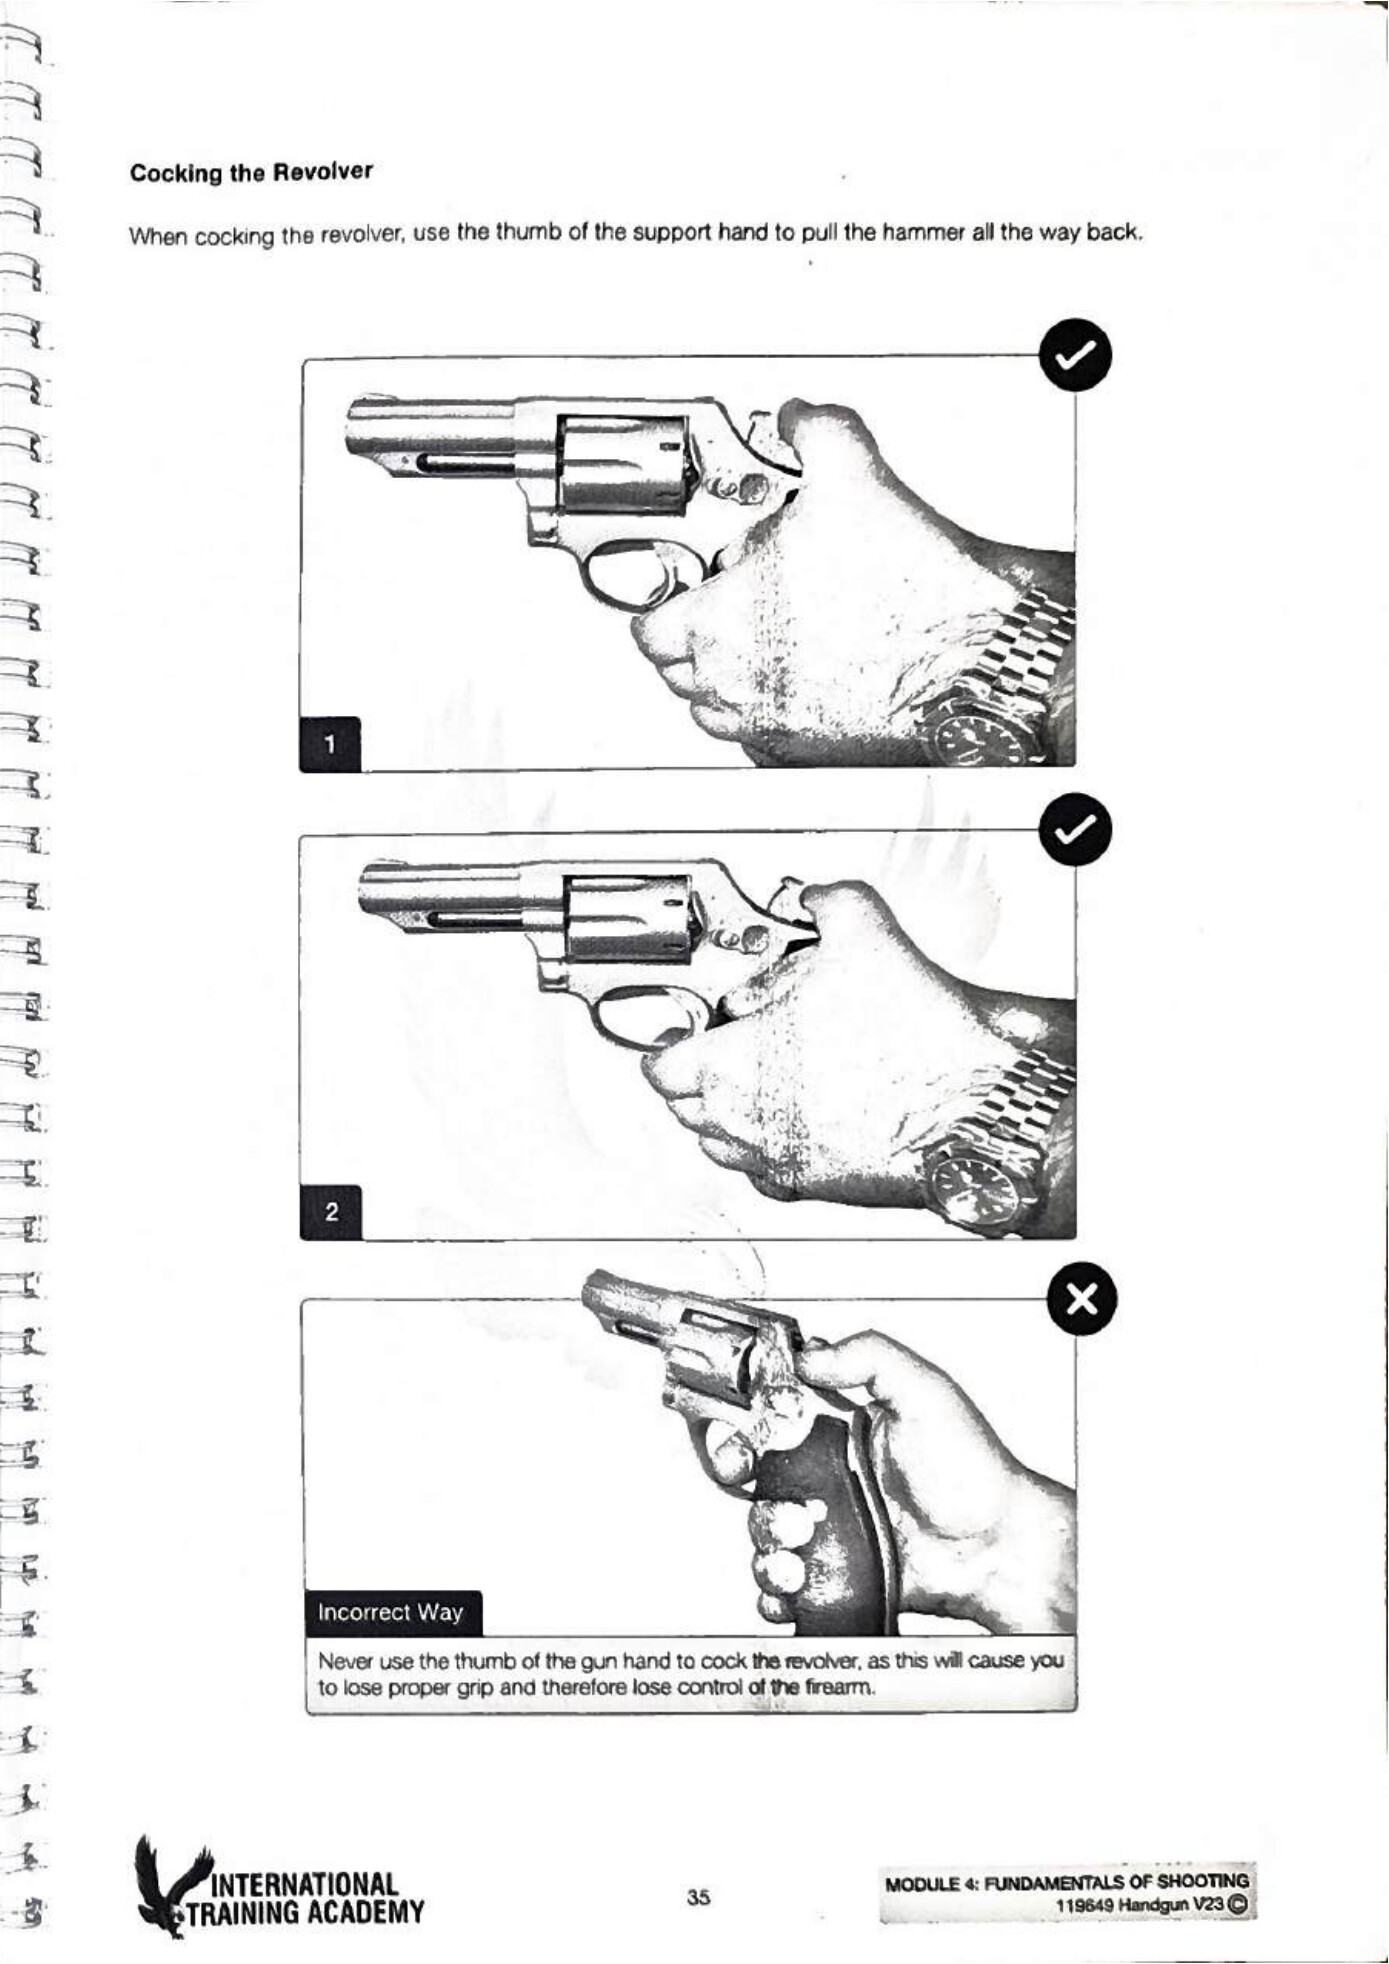 Cocking the Revolver
When cocking the revolver, use the thumb of the support hand to pull the hammer all the way back.
1
2
Incorrect Way
Never use the thumb of the gun hand to cock the revolver, as this will cause you
to lose proper grip and therefore lose control of the firearm.
INTERNATIONAL
TRAINING ACADEMY
35
MODULE 4: FUNDAMENTALS OF SHOOTING
119649 Handgun V23 ©